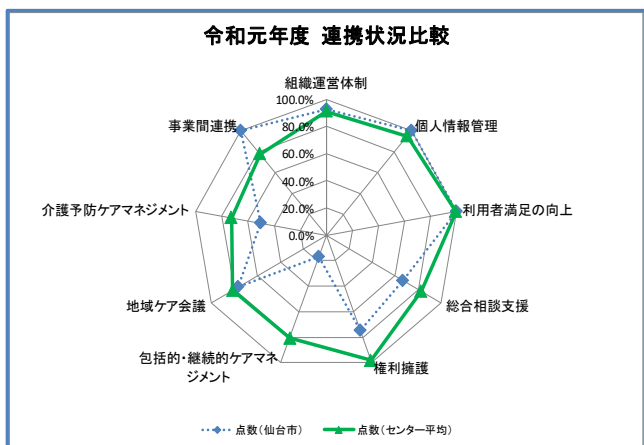 令和元年度 連携状況比較
組織運営体制
100.0%
80.0%
60.0%
40.0%
20.0%
0.0%
個人情報管理
利用者満足の向上
総合相談支援
権利擁護
包括的・継続的ケアマネ
ジメント
地域ケア会議
介護予防ケアマネジメント
事業間連携
点数(仙台市)
点数(センター平均)